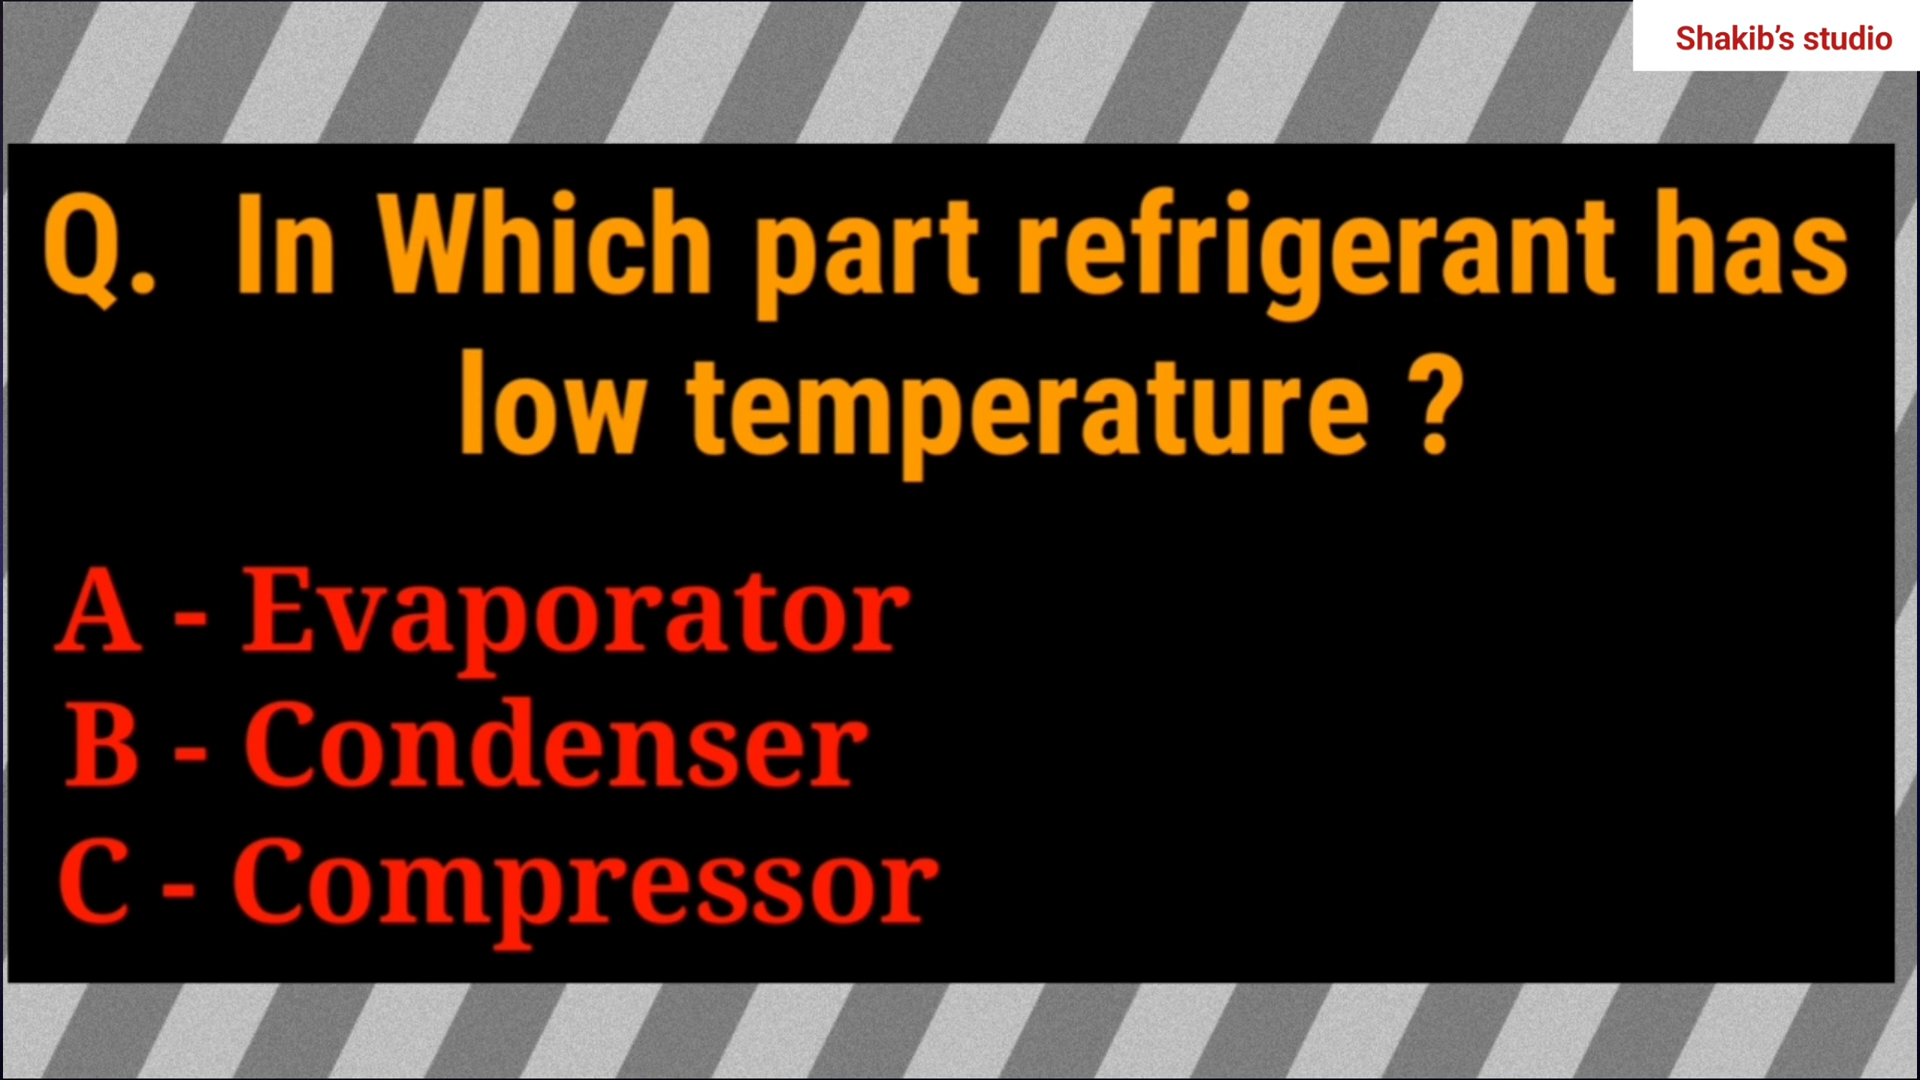 Shakib's studio
Q. In Which part refrigerant has
low temperature ?
A - Evaporator
B - Condenser
C - Compressor